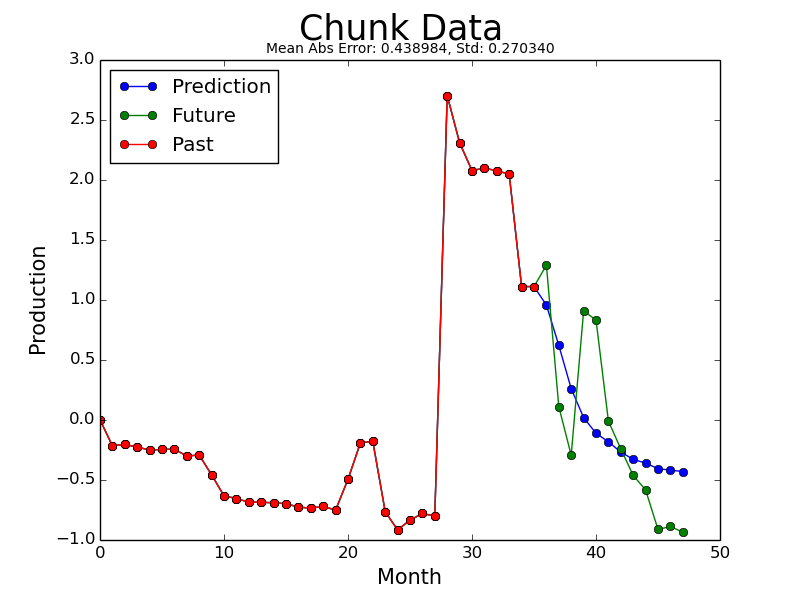 Chunk Data
Mean Abs Error: 0.438984, Std: 0.270340
3.0
2.5
2.0
1.5
1.0
0.5
0.0
−0.5
−1.0
Prediction
Future
Past
Production
0 10 20 30 40 50
Month